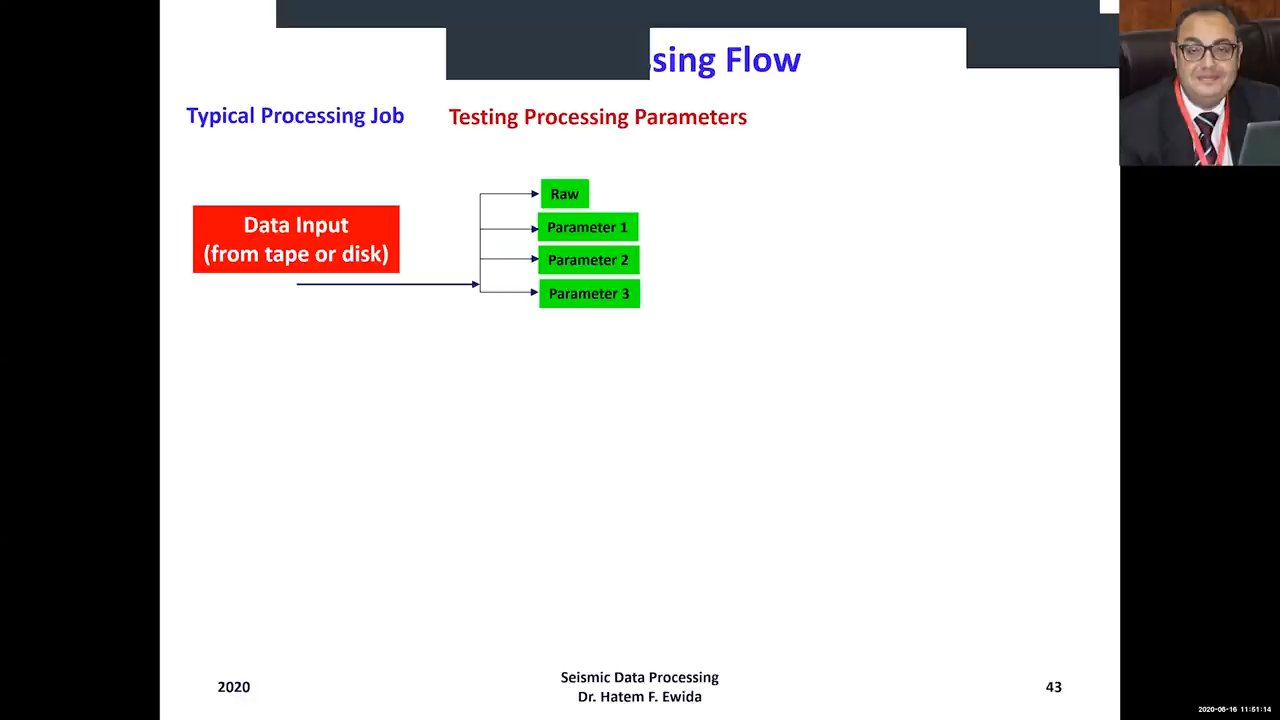 Flow
Typical Processing Job
Testing Processing Parameters
Raw
Data Input
(from tape or disk)
Parameter 1
Parameter 2
Parameter 3
2020
Seismic Data Processing
Dr. Hatem F. Ewida
43
2020-06-16 11:51:14